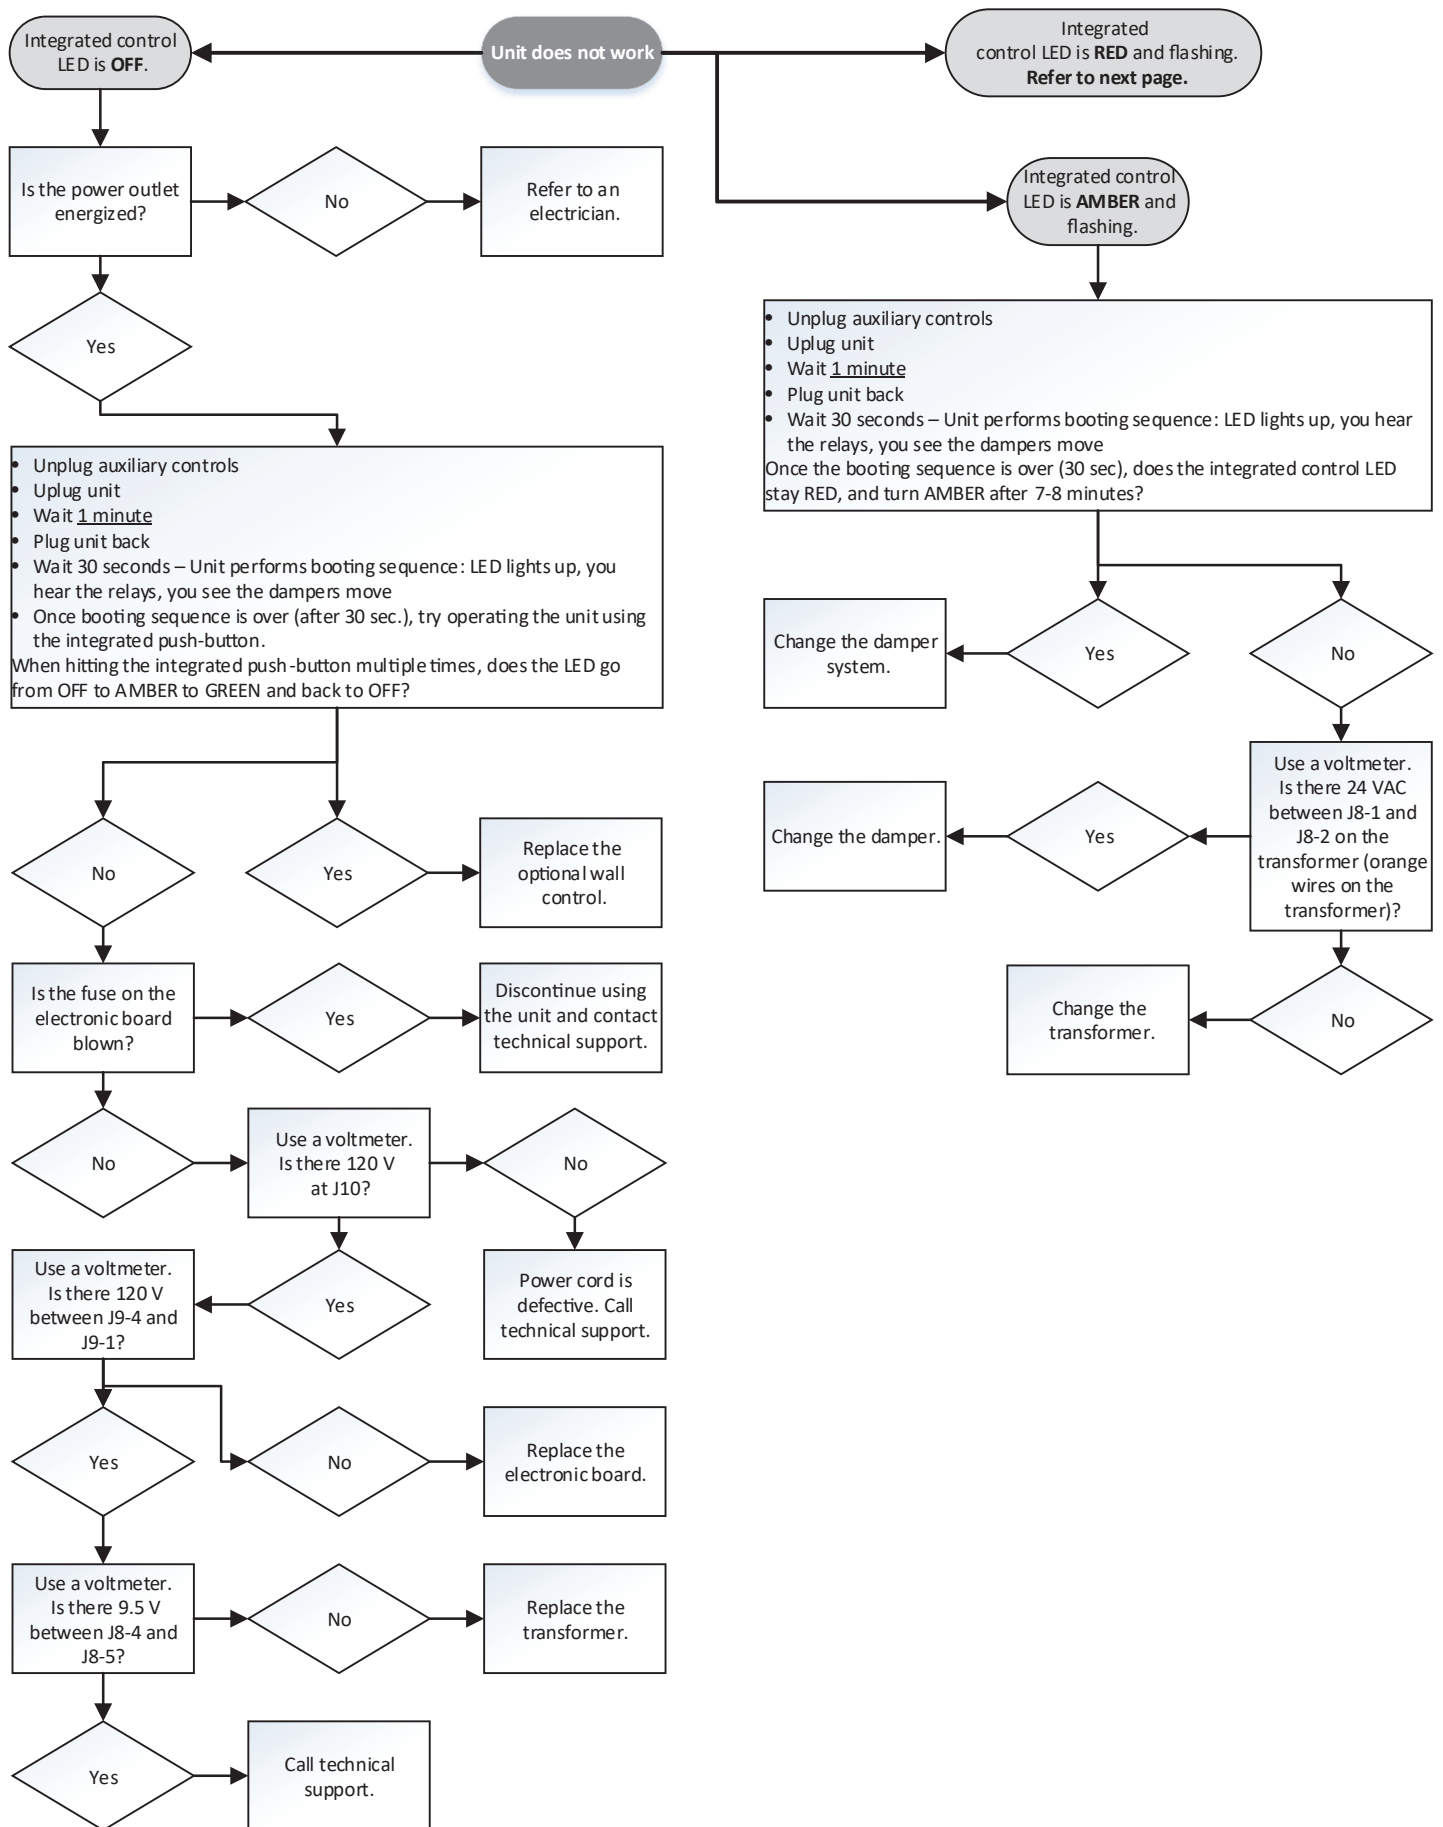 Unit does not work
Integrated control
LED is OFF.
Is the power outlet
energized?
No
Refer to an
electrician.
Yes
• Unplug auxiliary controls
• Uplug unit
• Wait 1 minute
• Plug unit back
• Wait 30 seconds – Unit performs booting sequence: LED lights up, you
hear the relays, you see the dampers move
• Once booting sequence is over (after 30 sec.), try operating the unit using
the integrated push-button.
When hitting the integrated push-button multiple times, does the LED go
from OFF to AMBER to GREEN and back to OFF?
No
Yes
Replace the
optional wall
control.
Is the fuse on the
electronic board
blown?
Yes
Discontinue using
the unit and contact
technical support.
No
Use a voltmeter.
Is there 120 V
at J10?
No
Power cord is
defective. Call
technical support.
Yes
Use a voltmeter.
Is there 120 V
between J9-4 and
J9-1?
Yes
No
Replace the
electronic board.
Use a voltmeter.
Is there 9.5 V
between J8-4 and
J8-5?
No
Replace the
transformer.
Yes
Call technical
support.
Integrated
control LED is RED and flashing.
Refer to next page.
Integrated control
LED is AMBER and
flashing.
• Unplug auxiliary controls
• Uplug unit
• Wait 1 minute
• Plug unit back
• Wait 30 seconds – Unit performs booting sequence: LED lights up, you hear
the relays, you see the dampers move
Once the booting sequence is over (30 sec), does the integrated control LED
stay RED, and turn AMBER after 7-8 minutes?
Change the damper
system.
Yes
No
Use a voltmeter.
Is there 24 VAC
between J8-1 and
J8-2 on the
transformer (orange
wires on the
transformer)?
Yes
Change the damper.
No
Change the
transformer.